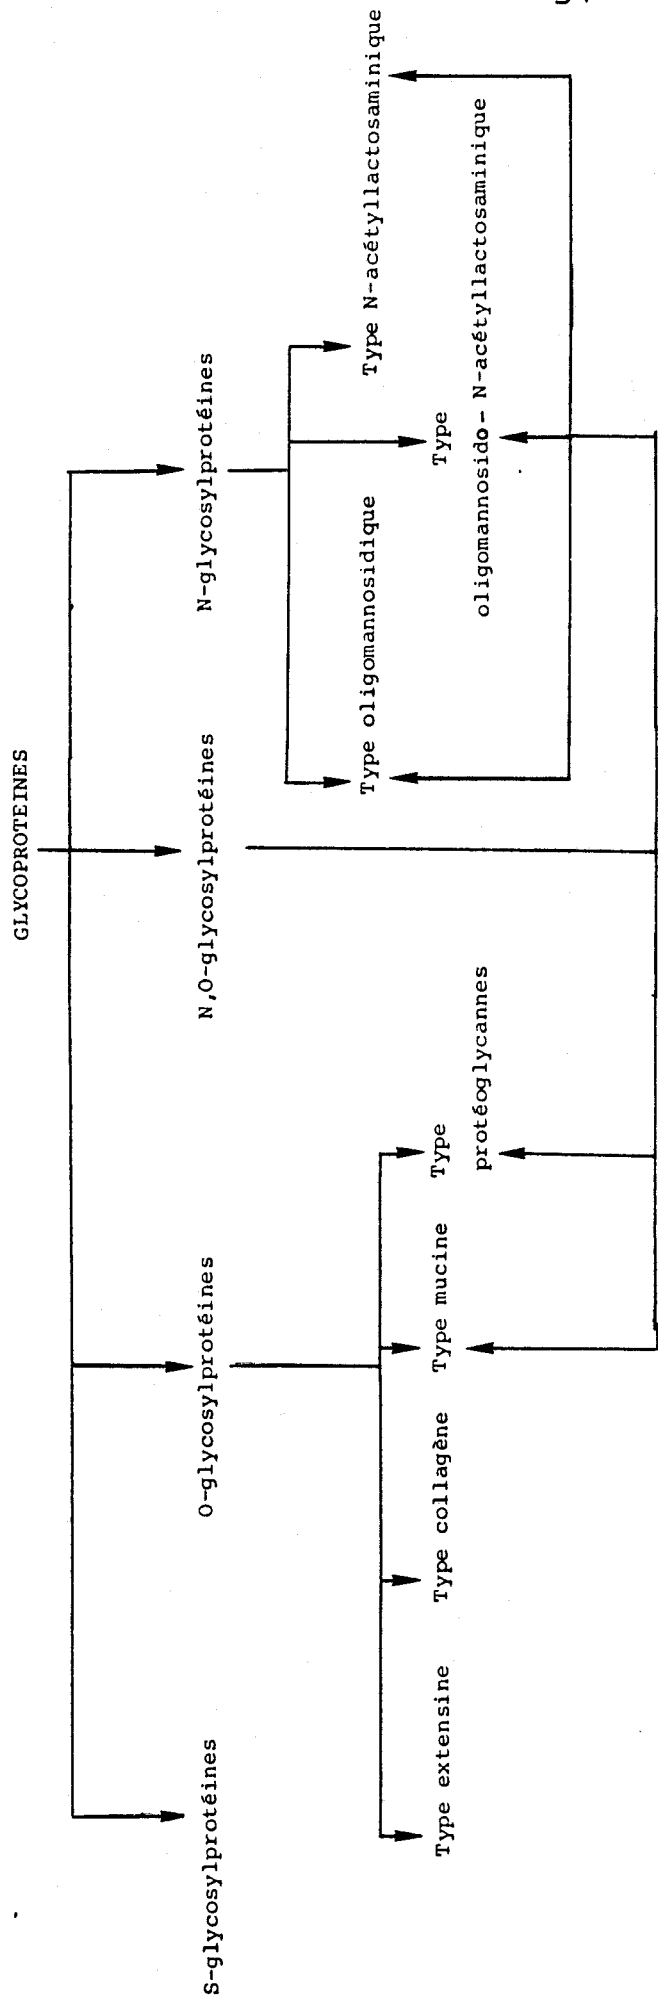 GLYCOPROTEINES
S-glycosylprotéines
O-glycosylprotéines
N,O-glycosylprotéines
N-glycosylprotéines
Type extensine
Type collagène
Type mucine
Type
protéoglycannes
Type oligomannosidique
Type
oligomannosido-N-acétyllactosaminique
Type N-acétyllactosaminique